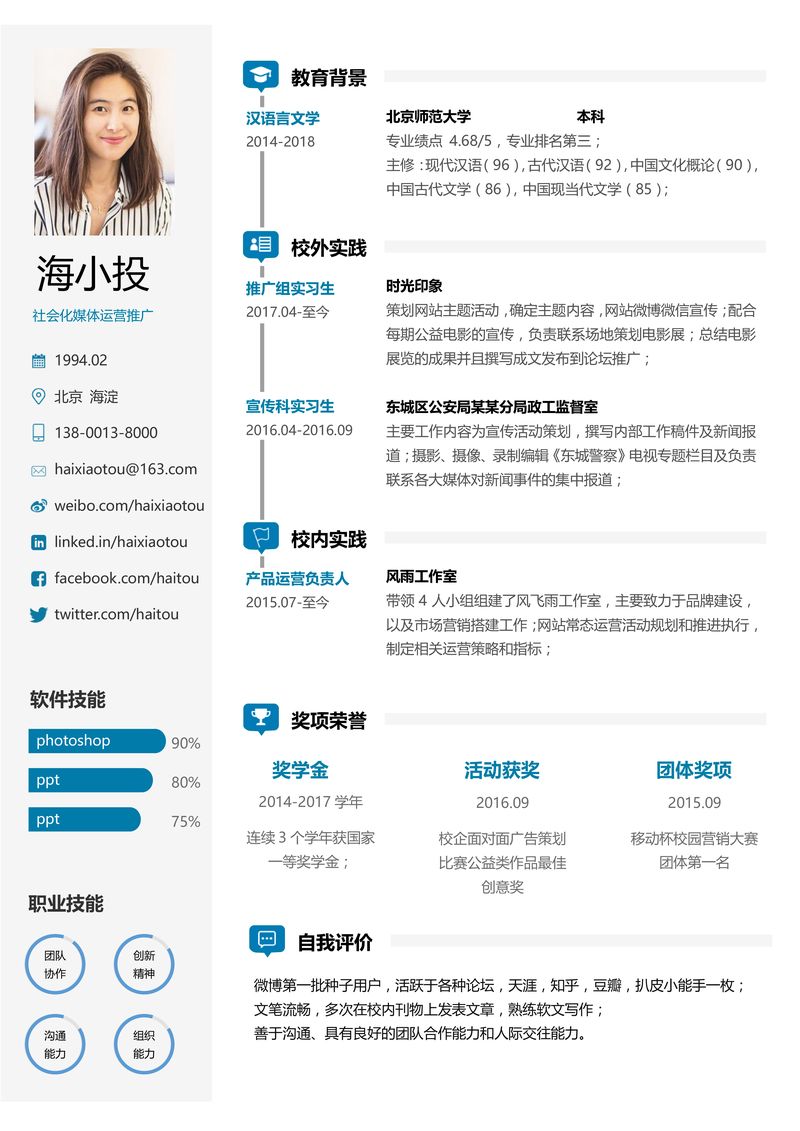 海小投
社会化媒体运营推广
1994.02
北京 海淀
138-0013-8000
haixiaotou@163.com
weibo.com/haixiaotou
linked.in/haixiaotou
facebook.com/haitou
twitter.com/haitou
软件技能
photoshop 90%
ppt 80%
ppt 75%
职业技能
团队
协作
创新
精神
沟通
能力
组织
能力
教育背景
汉语言文学
2014-2018
北京师范大学 本科
专业绩点 4.68/5，专业排名第三；
主修：现代汉语（96），古代汉语（92），中国文化概论（90），
中国古代文学（86），中国现当代文学（85）；
校外实践
推广组实习生
2017.04-至今
时光印象
策划网站主题活动，确定主题内容，网站微博微信宣传；配合
每期公益电影的宣传，负责联系场地策划电影展；总结电影
展览的成果并且撰写成文发布到论坛推广；
宣传科实习生
2016.04-2016.09
东城区公安局某某分局政工监督室
主要工作内容为宣传活动策划，撰写内部工作稿件及新闻报
道；摄影、摄像、录制编辑《东城警察》电视专题栏目及负责
联系各大媒体对新闻事件的集中报道；
校内实践
产品运营负责人
2015.07-至今
风雨工作室
带领 4 人小组组建了风飞雨工作室，主要致力于品牌建设，
以及市场营销搭建工作；网站常态运营活动规划和推进执行，
制定相关运营策略和指标；
奖项荣誉
奖学金
2014-2017 学年
连续 3 个学年获国家
一等奖学金；
活动获奖
2016.09
校企面对面广告策划
比赛公益类作品最佳
创意奖
团体奖项
2015.09
移动杯校园营销大赛
团体第一名
自我评价
微博第一批种子用户，活跃于各种论坛，天涯，知乎，豆瓣，扒皮小能手一枚；
文笔流畅，多次在校内刊物上发表文章，熟练软文写作；
善于沟通、具有良好的团队合作能力和人际交往能力。